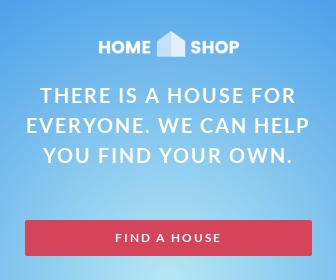 HOME SHOP
THERE IS A HOUSE FOR
EVERYONE. WE CAN HELP
YOU FIND YOUR OWN.
FIND A HOUSE